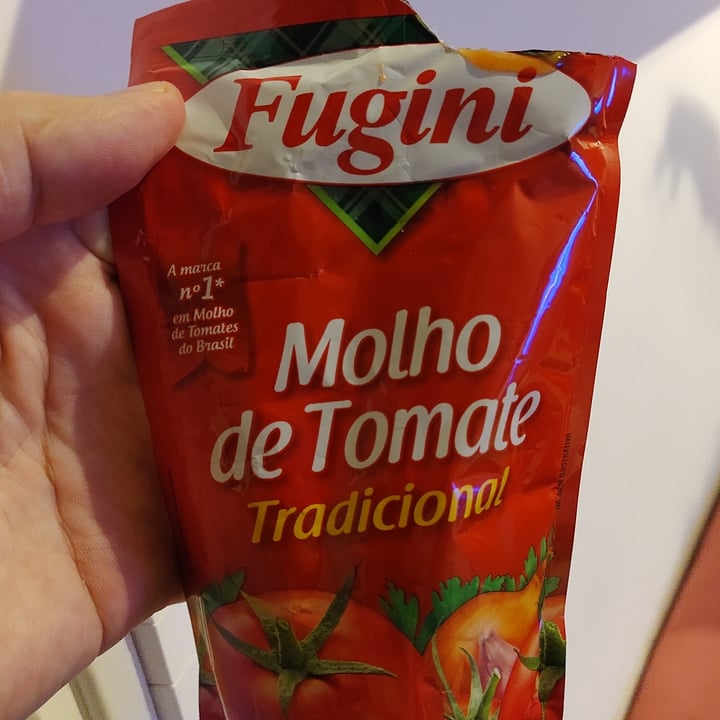 Fugini
A marca
nº1*
em Molho
de Tomates
do Brasil
Molho
de Tomate
Tradicional